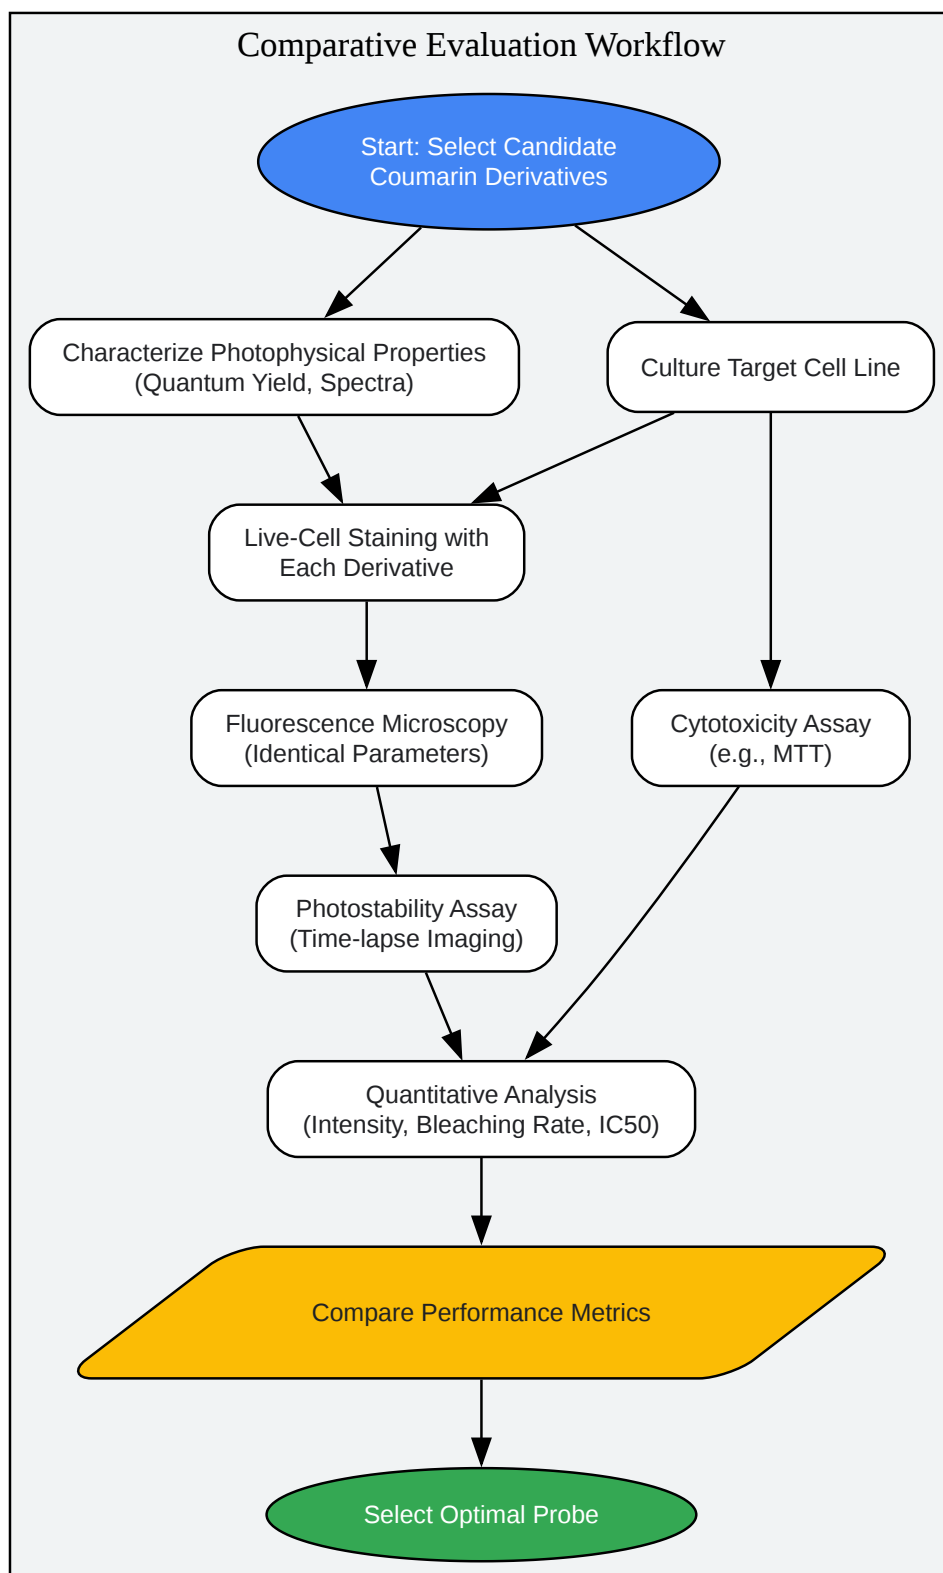 Comparative Evaluation Workflow
Start: Select Candidate
Coumarin Derivatives
Characterize Photophysical Properties
(Quantum Yield, Spectra)
Culture Target Cell Line
Live-Cell Staining with
Each Derivative
Fluorescence Microscopy
(Identical Parameters)
Cytotoxicity Assay
(e.g., MTT)
Photostability Assay
(Time-lapse Imaging)
Quantitative Analysis
(Intensity, Bleaching Rate, IC50)
Compare Performance Metrics
Select Optimal Probe